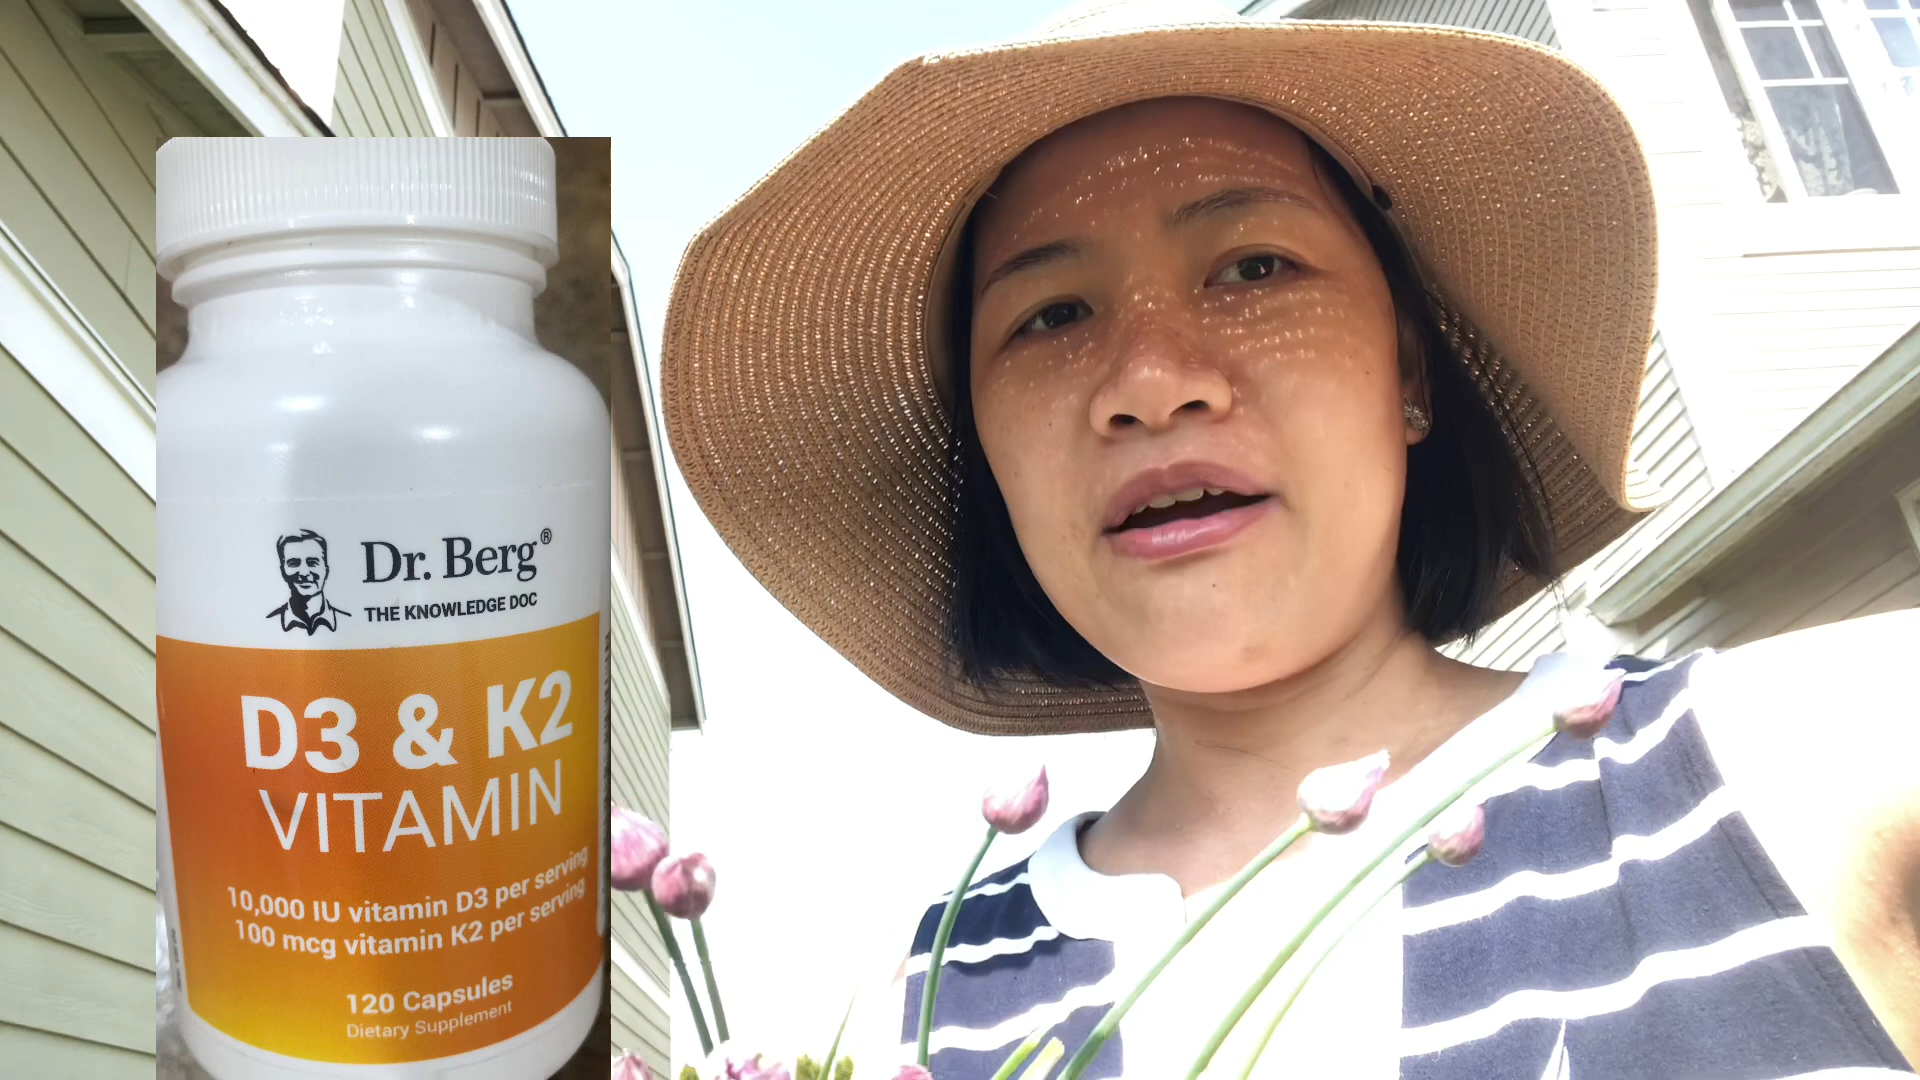 Dr. Berg®
THE KNOWLEDGE DOC
D3 & K2
VITAMIN
10,000 IU vitamin D3 per serving
100 mcg vitamin K2 per serving
120 Capsules
Dietary Supplement